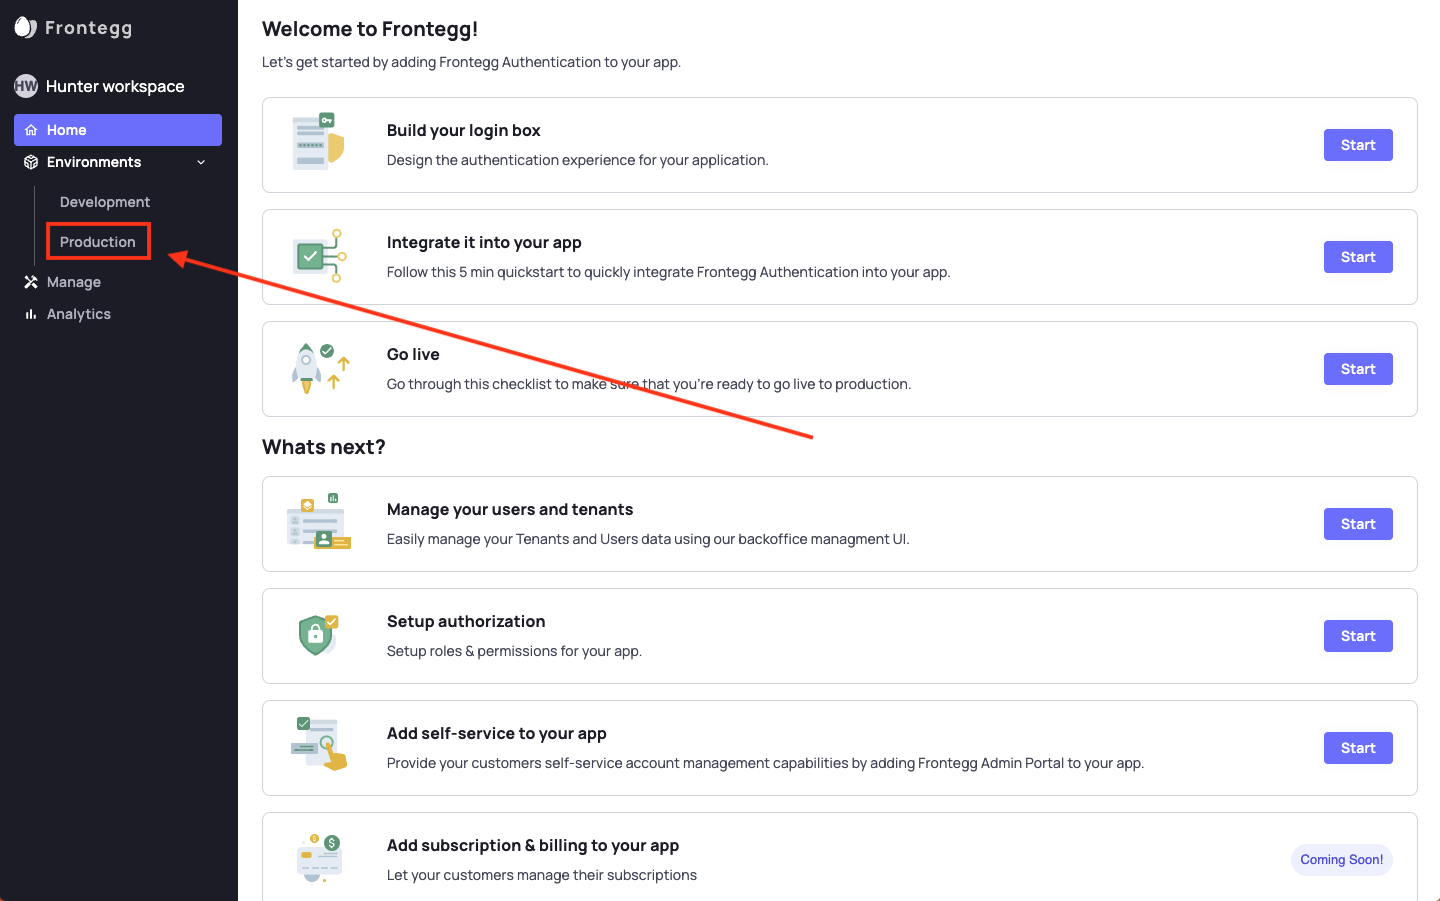 Frontegg
HW Hunter workspace
Home
Environments
Development
Production
Manage
Analytics
Welcome to Frontegg!
Let's get started by adding Frontegg Authentication to your app.
Build your login box
Design the authentication experience for your application.
Start
Integrate it into your app
Follow this 5 min quickstart to quickly integrate Frontegg Authentication into your app.
Start
Go live
Go through this checklist to make sure that you're ready to go live to production.
Start
Whats next?
Manage your users and tenants
Easily manage your Tenants and Users data using our backoffice managment UI.
Start
Setup authorization
Setup roles & permissions for your app.
Start
Add self-service to your app
Provide your customers self-service account management capabilities by adding Frontegg Admin Portal to your app.
Start
Add subscription & billing to your app
Let your customers manage their subscriptions
Coming Soon!